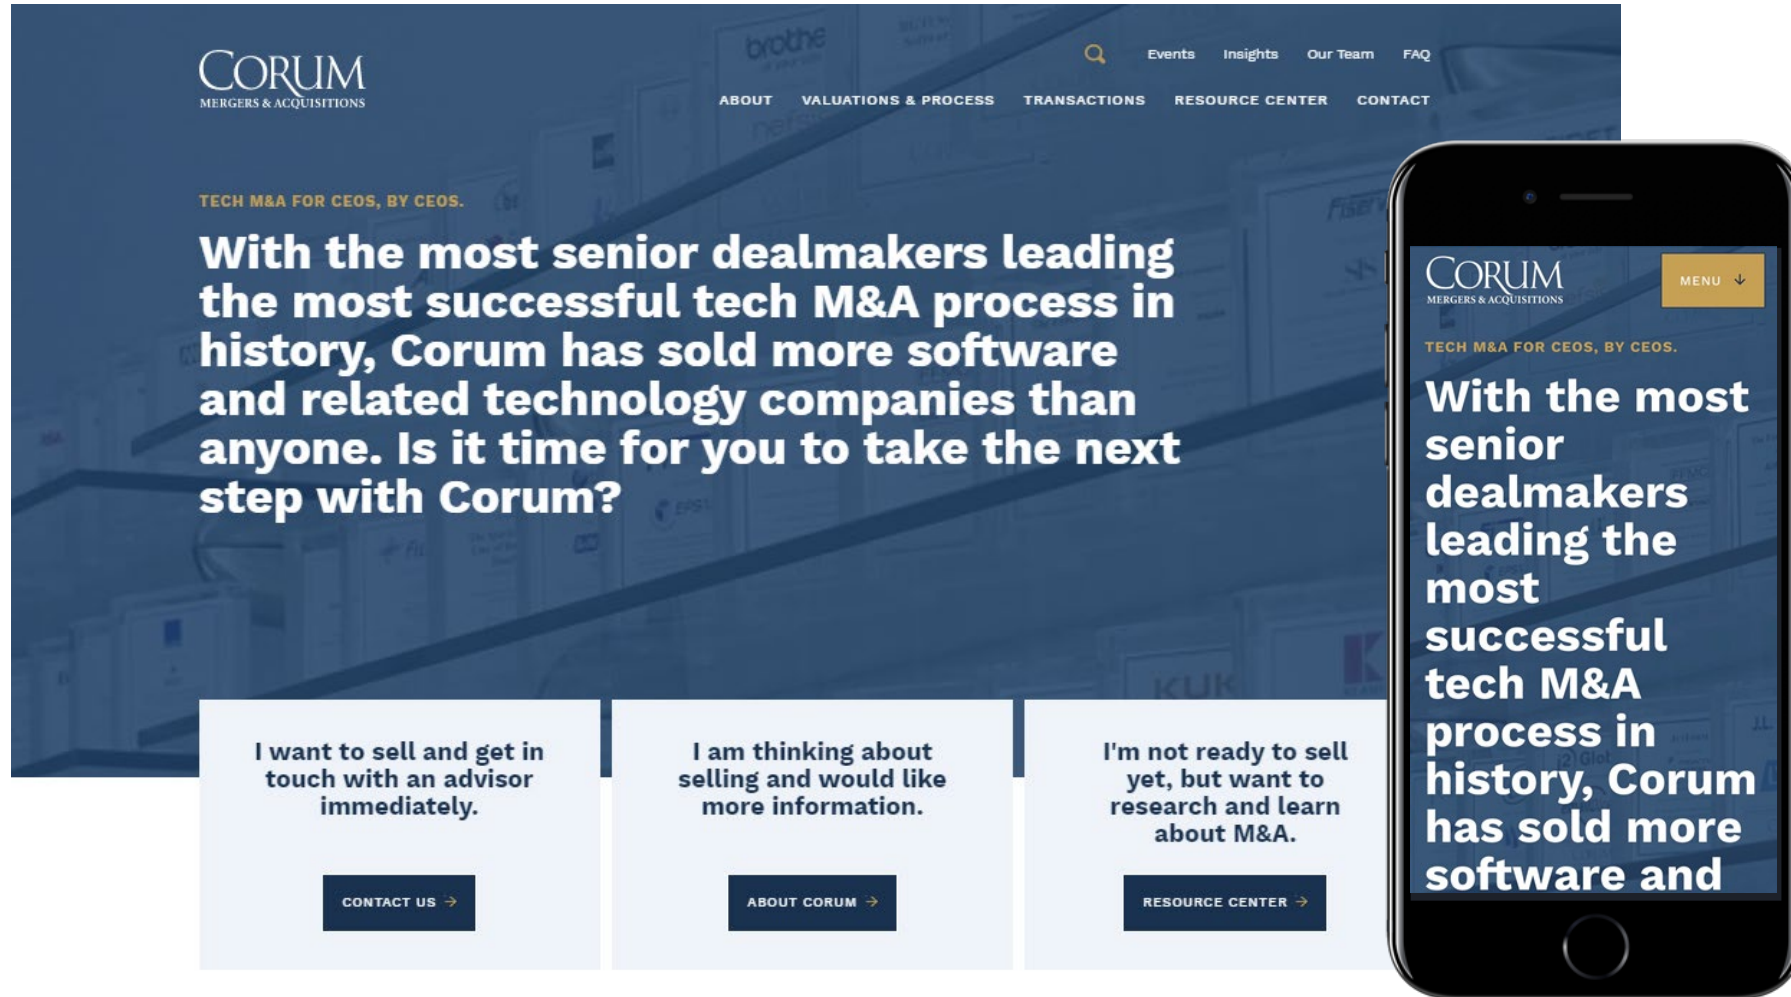 CORUM
MERGERS & ACQUISITIONS
Events Insights Our Team FAQ
ABOUT VALUATIONS & PROCESS TRANSACTIONS RESOURCE CENTER CONTACT
TECH M&A FOR CEOS, BY CEOS.
With the most senior dealmakers leading
the most successful tech M&A process in
history, Corum has sold more software
and related technology companies than
anyone. Is it time for you to take the next
step with Corum?
brothe
nefs
Fiserv
EPS
KUK
K
I want to sell and get in
touch with an advisor
immediately.
CONTACT US →
I am thinking about
selling and would like
more information.
ABOUT CORUM →
I'm not ready to sell
yet, but want to
research and learn
about M&A.
RESOURCE CENTER →
CORUM
MERGERS & ACQUISITIONS
MENU ↓
TECH M&A FOR CEOS, BY CEOS.
With the most
senior
dealmakers
leading the
most
successful
tech M&A
process in
history, Corum
has sold more
software and